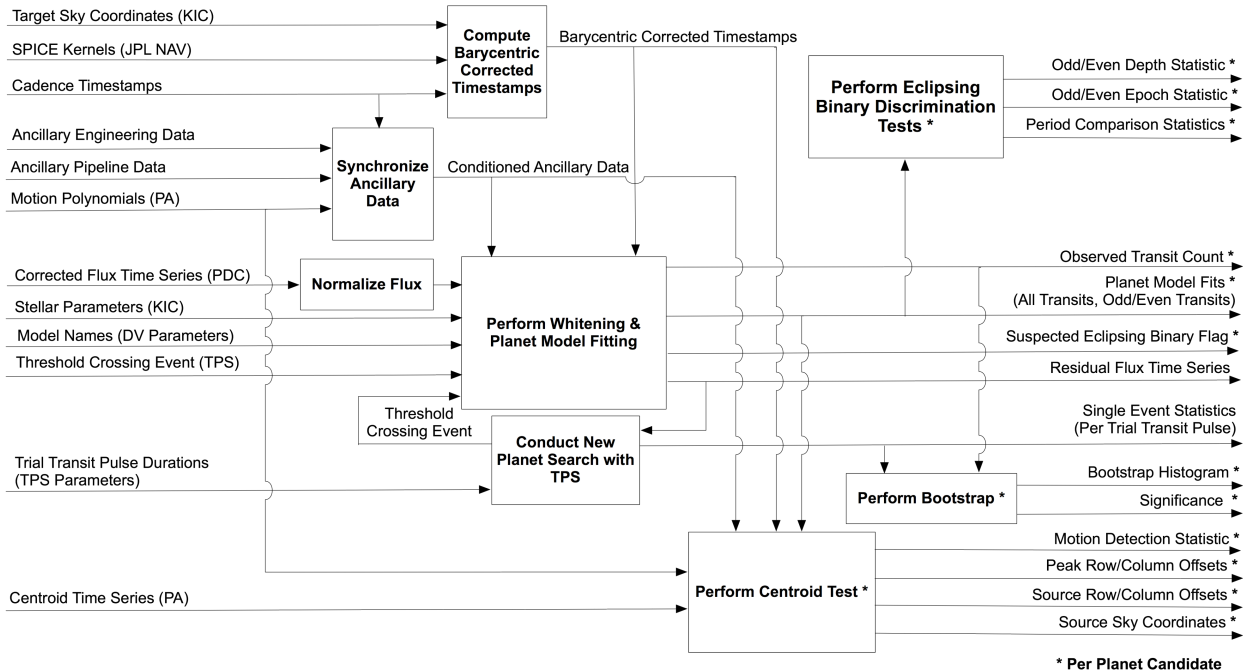 Target Sky Coordinates (KIC)
SPICE Kernels (JPL NAV)
Cadence Timestamps
Compute
Barycentric
Corrected
Timestamps
Barycentric Corrected Timestamps
Ancillary Engineering Data
Ancillary Pipeline Data
Motion Polynomials (PA)
Synchronize
Ancillary
Data
Conditioned Ancillary Data
Perform Eclipsing
Binary Discrimination
Tests *
Odd/Even Depth Statistic *
Odd/Even Epoch Statistic *
Period Comparison Statistics *
Corrected Flux Time Series (PDC)
Normalize Flux
Stellar Parameters (KIC)
Model Names (DV Parameters)
Threshold Crossing Event (TPS)
Perform Whitening &
Planet Model Fitting
Observed Transit Count *
Planet Model Fits *
(All Transits, Odd/Even Transits)
Suspected Eclipsing Binary Flag *
Residual Flux Time Series
Threshold
Crossing Event
Conduct New
Planet Search with
TPS
Single Event Statistics
(Per Trial Transit Pulse)
Trial Transit Pulse Durations
(TPS Parameters)
Perform Bootstrap *
Bootstrap Histogram *
Significance *
Centroid Time Series (PA)
Perform Centroid Test *
Motion Detection Statistic *
Peak Row/Column Offsets *
Source Row/Column Offsets *
Source Sky Coordinates *
* Per Planet Candidate